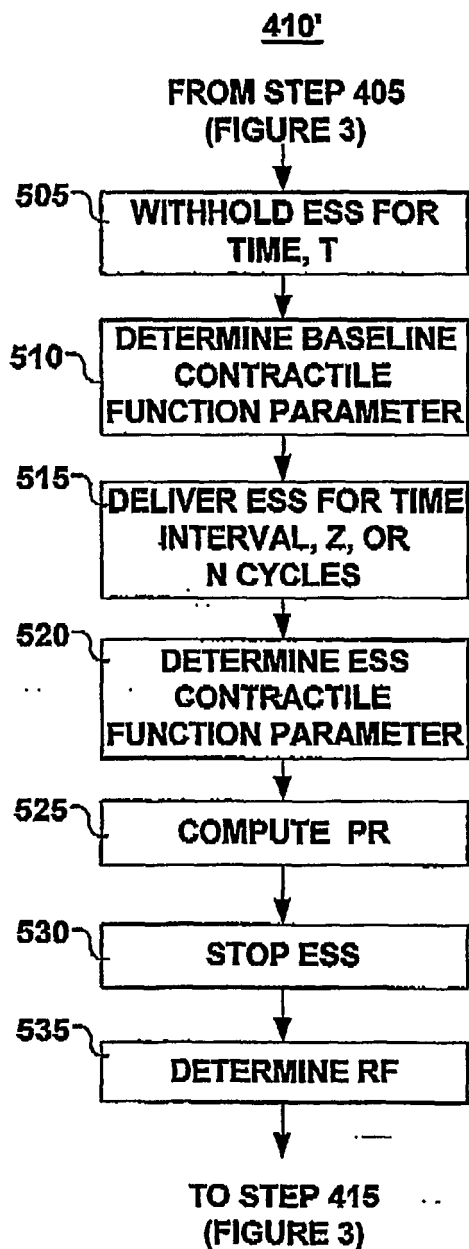 410'
FROM STEP 405
(FIGURE 3)
505
WITHHOLD ESS FOR
TIME, T
510
DETERMINE BASELINE
CONTRACTILE
FUNCTION PARAMETER
515
DELIVER ESS FOR TIME
INTERVAL, Z, OR
N CYCLES
520
DETERMINE ESS
CONTRACTILE
FUNCTION PARAMETER
525
COMPUTE PR
530
STOP ESS
535
DETERMINE RF
TO STEP 415
(FIGURE 3)